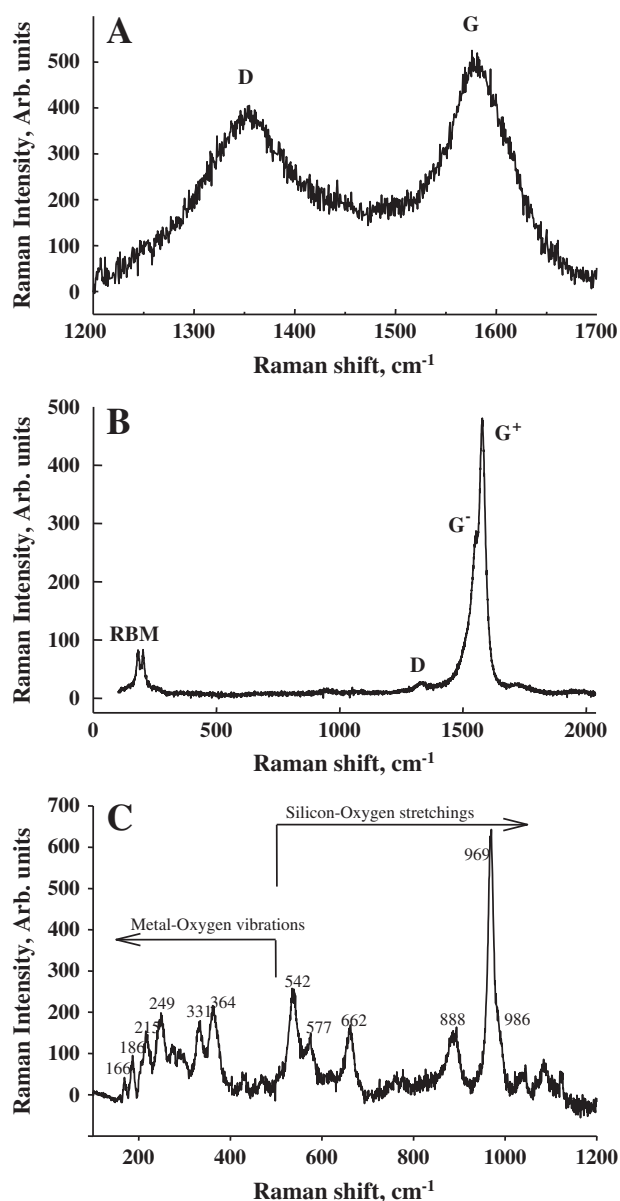 A
G
D
500
400
300
200
100
0
Raman Intensity, Arb. units
1200 1300 1400 1500 1600 1700
Raman shift, cm-1
B
500
400
300
200
100
0
Raman Intensity, Arb. units
G+
G-
RBM
D
0 500 1000 1500 2000
Raman shift, cm-1
C
700
600
500
400
300
200
100
0
Raman Intensity, Arb. units
Silicon-Oxygen stretchings
Metal-Oxygen vibrations
969
542
364
249
331
215
186
166
577
662
888
986
200 400 600 800 1000 1200
Raman shift, cm-1